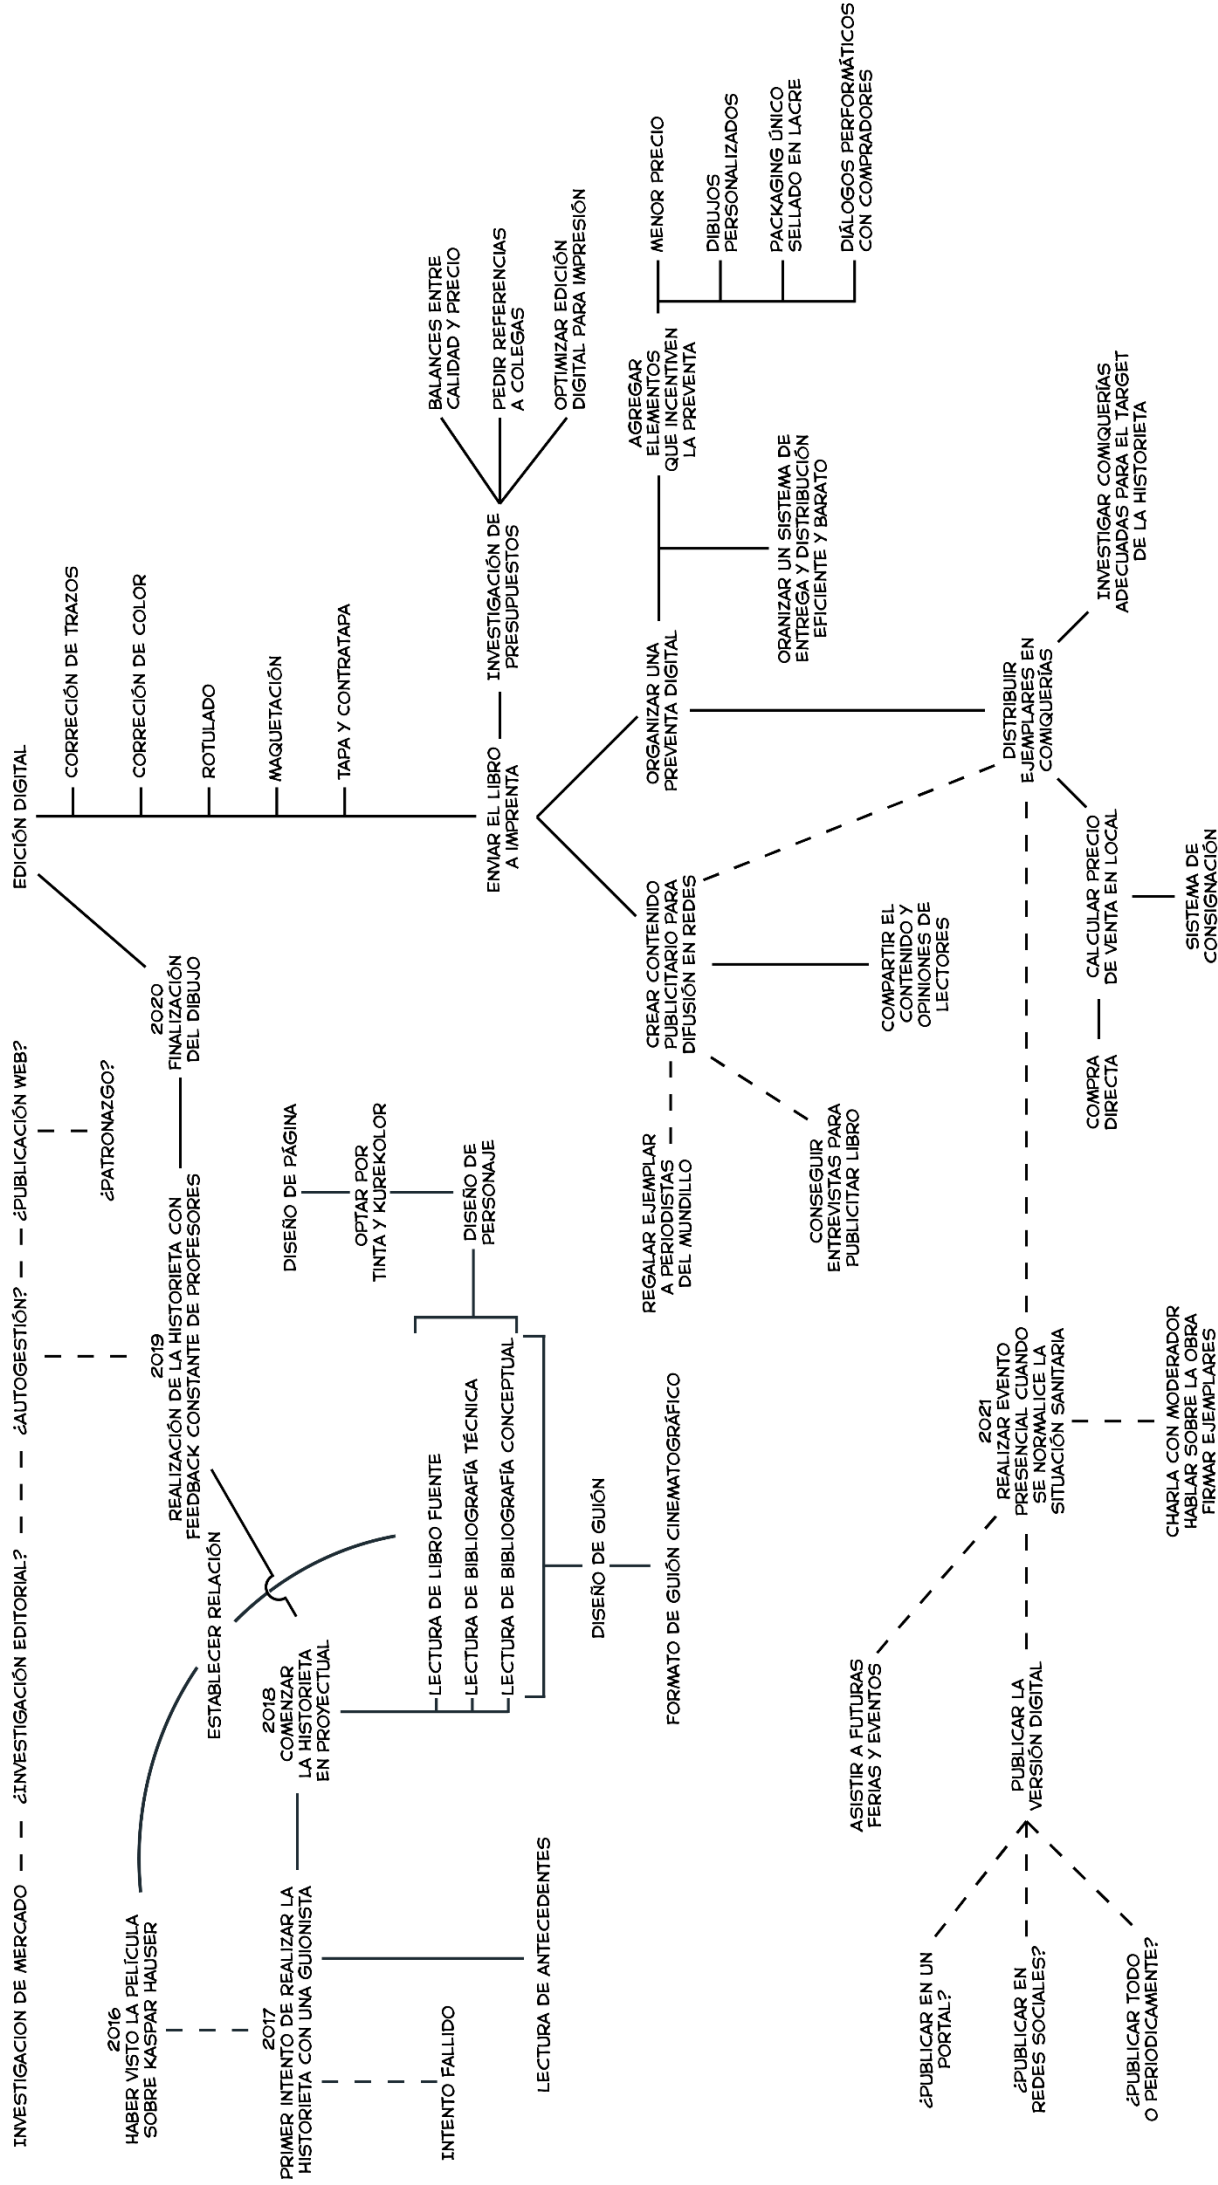 INVESTIGACION DE MERCADO
¿INVESTIGACIÓN EDITORIAL?
¿AUTOGESTIÓN?
¿PUBLICACIÓN WEB?
¿PATRONAZGO?
2016
HABER VISTO LA PELÍCULA
SOBRE KASPAR HAUSER
ESTABLECER RELACIÓN
2017
PRIMER INTENTO DE REALIZAR LA
HISTORIETA CON UNA GUIONISTA
INTENTO FALLIDO
LECTURA DE ANTECEDENTES
2018
COMENZAR
LA HISTORIETA
EN PROYECTUAL
LECTURA DE LIBRO FUENTE
LECTURA DE BIBLIOGRAFÍA TÉCNICA
LECTURA DE BIBLIOGRAFÍA CONCEPTUAL
DISEÑO DE GUIÓN
FORMATO DE GUIÓN CINEMATOGRÁFICO
DISEÑO DE PÁGINA
OPTAR POR
TINTA Y KUREKOLOR
DISEÑO DE
PERSONAJE
2019
REALIZACIÓN DE LA HISTORIETA CON
FEEDBACK CONSTANTE DE PROFESORES
2020
FINALIZACIÓN
DEL DIBUJO
EDICIÓN DIGITAL
CORRECIÓN DE TRAZOS
CORRECIÓN DE COLOR
ROTULADO
MAQUETACIÓN
TAPA Y CONTRATAPA
ENVIAR EL LIBRO
A IMPRENTA
INVESTIGACIÓN DE
PRESUPUESTOS
BALANCES ENTRE
CALIDAD Y PRECIO
PEDIR REFERENCIAS
A COLEGAS
OPTIMIZAR EDICIÓN
DIGITAL PARA IMPRESIÓN
CREAR CONTENIDO
PUBLICITARIO PARA
DIFUSIÓN EN REDES
REGALAR EJEMPLAR
A PERIODISTAS
DEL MUNDILLO
CONSEGUIR
ENTREVISTAS PARA
PUBLICITAR LIBRO
COMPARTIR EL
CONTENIDO Y
OPINIONES DE
LECTORES
ORGANIZAR UNA
PREVENTA DIGITAL
AGREGAR
ELEMENTOS
QUE INCENTIVEN
LA PREVENTA
MENOR PRECIO
DIBUJOS
PERSONALIZADOS
PACKAGING ÚNICO
SELLADO EN LACRE
DIÁLOGOS PERFORMÁTICOS
CON COMPRADORES
ORANIZAR UN SISTEMA DE
ENTREGA Y DISTRIBUCIÓN
EFICIENTE Y BARATO
DISTRIBUIR
EJEMPLARES EN
COMIQUERÍAS
INVESTIGAR COMIQUERÍAS
ADECUADAS PARA EL TARGET
DE LA HISTORIETA
CALCULAR PRECIO
DE VENTA EN LOCAL
COMPRA
DIRECTA
SISTEMA DE
CONSIGNACIÓN
2021
REALIZAR EVENTO
PRESENCIAL CUANDO
SE NORMALICE LA
SITUACIÓN SANITARIA
CHARLA CON MODERADOR
HABLAR SOBRE LA OBRA
FIRMAR EJEMPLARES
ASISTIR A FUTURAS
FERIAS Y EVENTOS
PUBLICAR LA
VERSIÓN DIGITAL
¿PUBLICAR EN UN
PORTAL?
¿PUBLICAR EN
REDES SOCIALES?
¿PUBLICAR TODO
O PERIODICAMENTE?